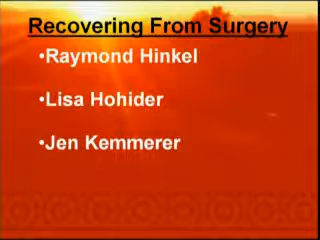 Recovering From Surgery
•Raymond Hinkel
•Lisa Hohider
•Jen Kemmerer